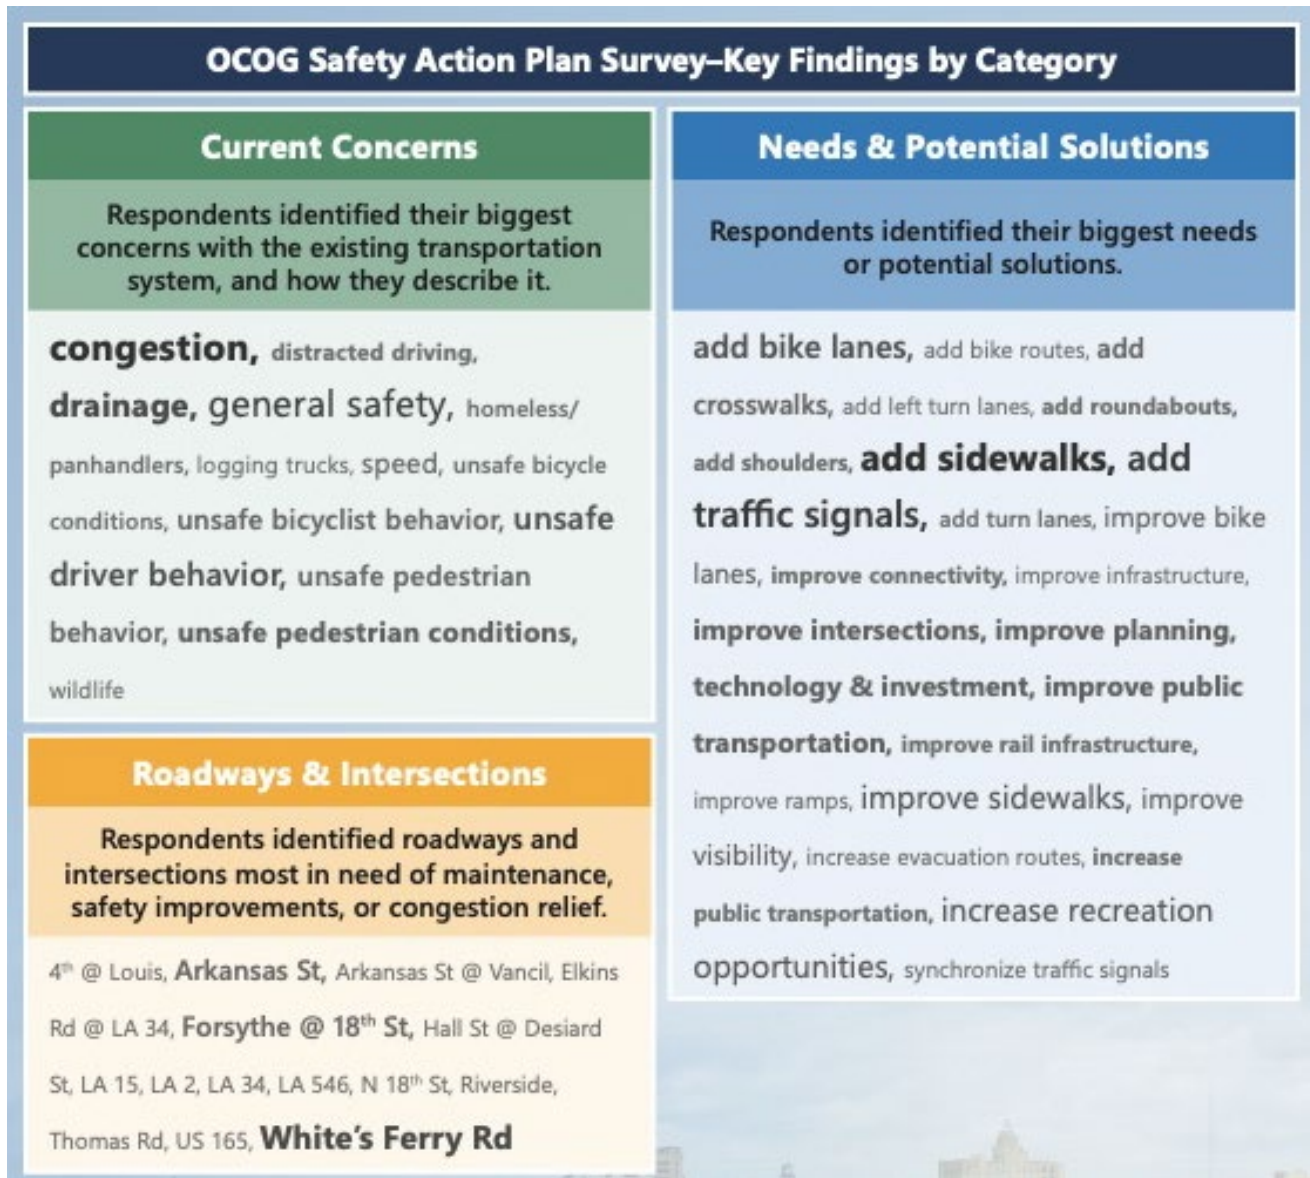 OCOG Safety Action Plan Survey–Key Findings by Category
Current Concerns
Respondents identified their biggest
concerns with the existing transportation
system, and how they describe it.
congestion, distracted driving,
drainage, general safety, homeless/
panhandlers, logging trucks, speed, unsafe bicycle
conditions, unsafe bicyclist behavior, unsafe
driver behavior, unsafe pedestrian
behavior, unsafe pedestrian conditions,
wildlife
Roadways & Intersections
Respondents identified roadways and
intersections most in need of maintenance,
safety improvements, or congestion relief.
4th @ Louis, Arkansas St, Arkansas St @ Vancil, Elkins
Rd @ LA 34, Forsythe @ 18th St, Hall St @ Desiard
St, LA 15, LA 2, LA 34, LA 546, N 18th St, Riverside,
Thomas Rd, US 165, White's Ferry Rd
Needs & Potential Solutions
Respondents identified their biggest needs
or potential solutions.
add bike lanes, add bike routes, add
crosswalks, add left turn lanes, add roundabouts,
add shoulders, add sidewalks, add
traffic signals, add turn lanes, improve bike
lanes, improve connectivity, improve infrastructure,
improve intersections, improve planning,
technology & investment, improve public
transportation, improve rail infrastructure,
improve ramps, improve sidewalks, improve
visibility, increase evacuation routes, increase
public transportation, increase recreation
opportunities, synchronize traffic signals